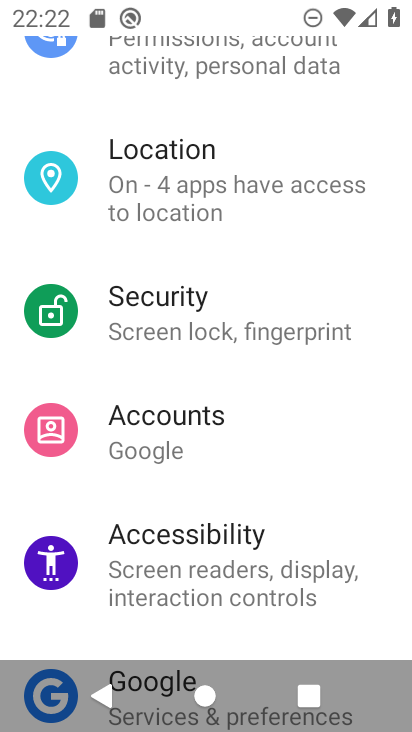 22:22
Permissions, account
activity, personal data
Location
On - 4 apps have access
to location
Security
Screen lock, fingerprint
Accounts
Google
Accessibility
Screen readers, display,
interaction controls
Google
Services & preferences